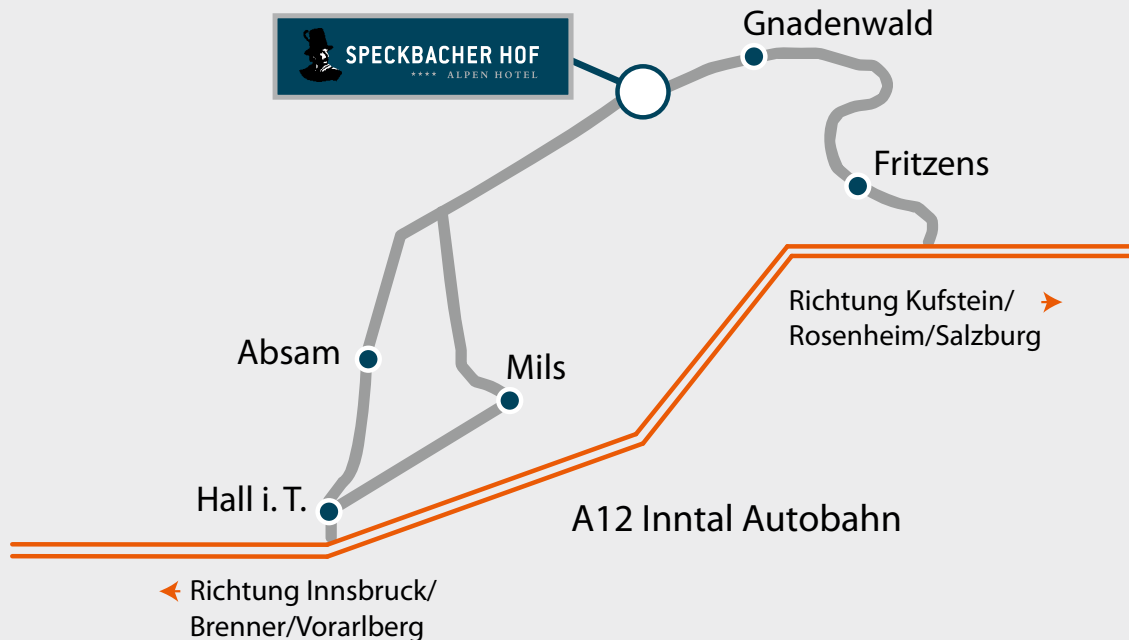 Gnadenwald
SPECKBACHER HOF
**** ALPEN HOTEL
Fritzens
Richtung Kufstein/
Rosenheim/Salzburg
Absam
Mils
Hall i. T.
A12 Inntal Autobahn
Richtung Innsbruck/
Brenner/Vorarlberg